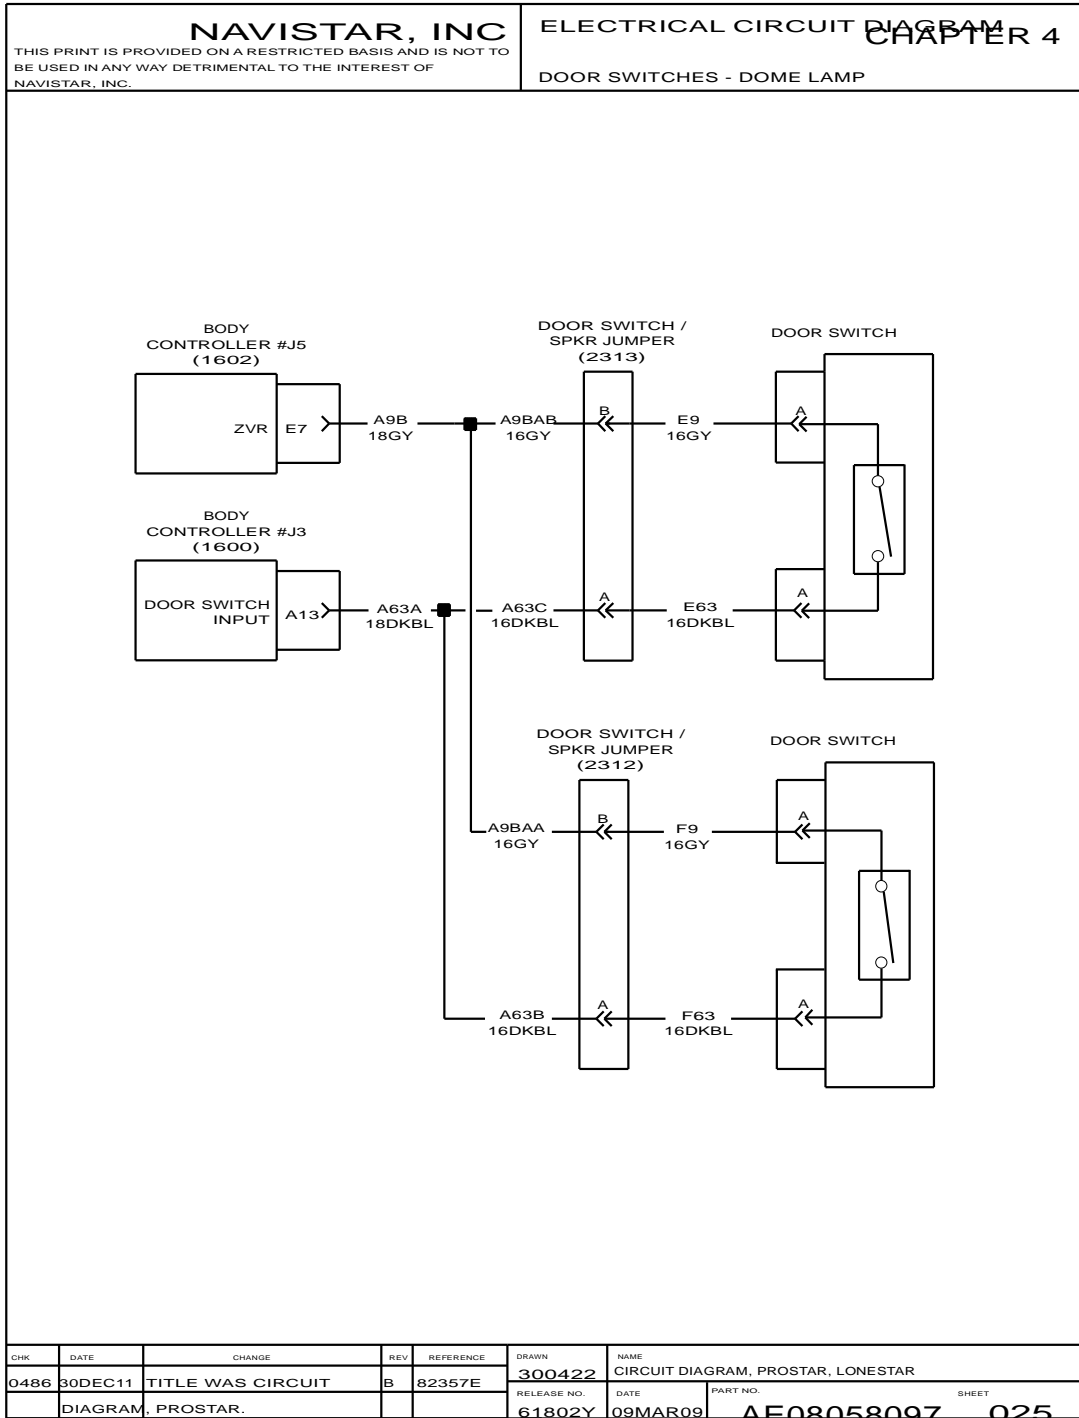 NAVISTAR, INC
THIS PRINT IS PROVIDED ON A RESTRICTED BASIS AND IS NOT TO
BE USED IN ANY WAY DETRIMENTAL TO THE INTEREST OF
NAVISTAR, INC.
ELECTRICAL CIRCUIT DIAGRAM
CHAPTER 4
DOOR SWITCHES - DOME LAMP
BODY
CONTROLLER #J5
(1602)
ZVR
E7
A9B
18GY
A9BAB
16GY
DOOR SWITCH /
SPKR JUMPER
(2313)
B
E9
16GY
DOOR SWITCH
A
BODY
CONTROLLER #J3
(1600)
DOOR SWITCH
INPUT
A13
A63A
18DKBL
A63C
16DKBL
A
E63
16DKBL
A
DOOR SWITCH /
SPKR JUMPER
(2312)
DOOR SWITCH
A9BAA
16GY
B
F9
16GY
A
A63B
16DKBL
A
F63
16DKBL
A
CHK DATE CHANGE REV REFERENCE
0486 30DEC11 TITLE WAS CIRCUIT B 82357E
DIAGRAM, PROSTAR.
DRAWN
300422
NAME
CIRCUIT DIAGRAM, PROSTAR, LONESTAR
RELEASE NO.
61802Y
DATE
09MAR09
PART NO.
AE08058097
SHEET
025